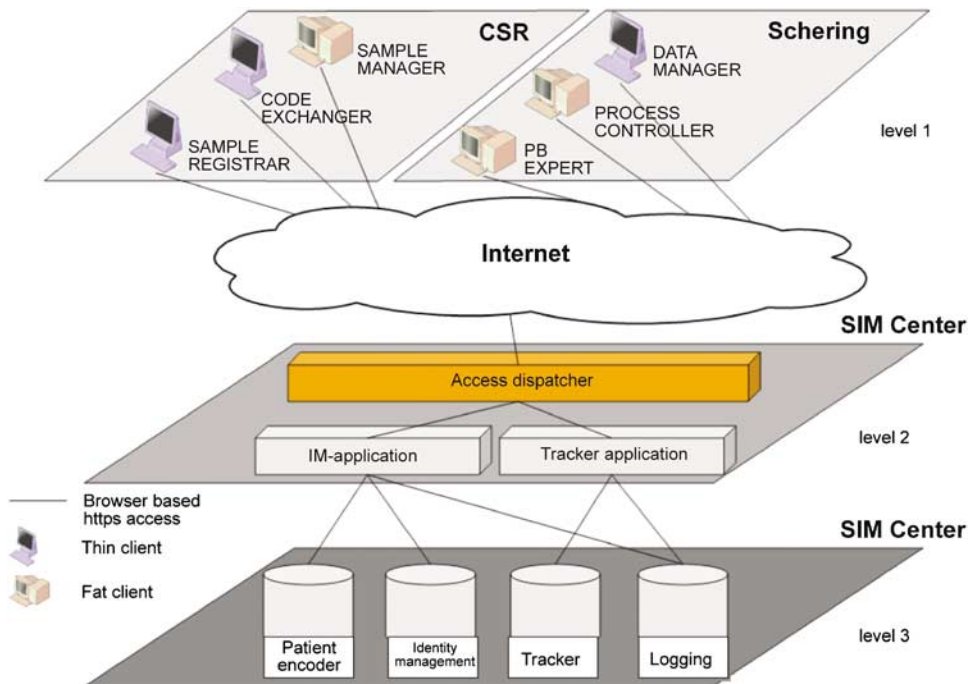 CSR
SAMPLE
MANAGER
CODE
EXCHANGER
SAMPLE
REGISTRAR
Schering
DATA
MANAGER
PROCESS
CONTROLLER
PB
EXPERT
level 1
Internet
SIM Center
Access dispatcher
IM-application
Tracker application
level 2
Browser based
https access
Thin client
Fat client
SIM Center
Patient
encoder
Identity
management
Tracker
Logging
level 3